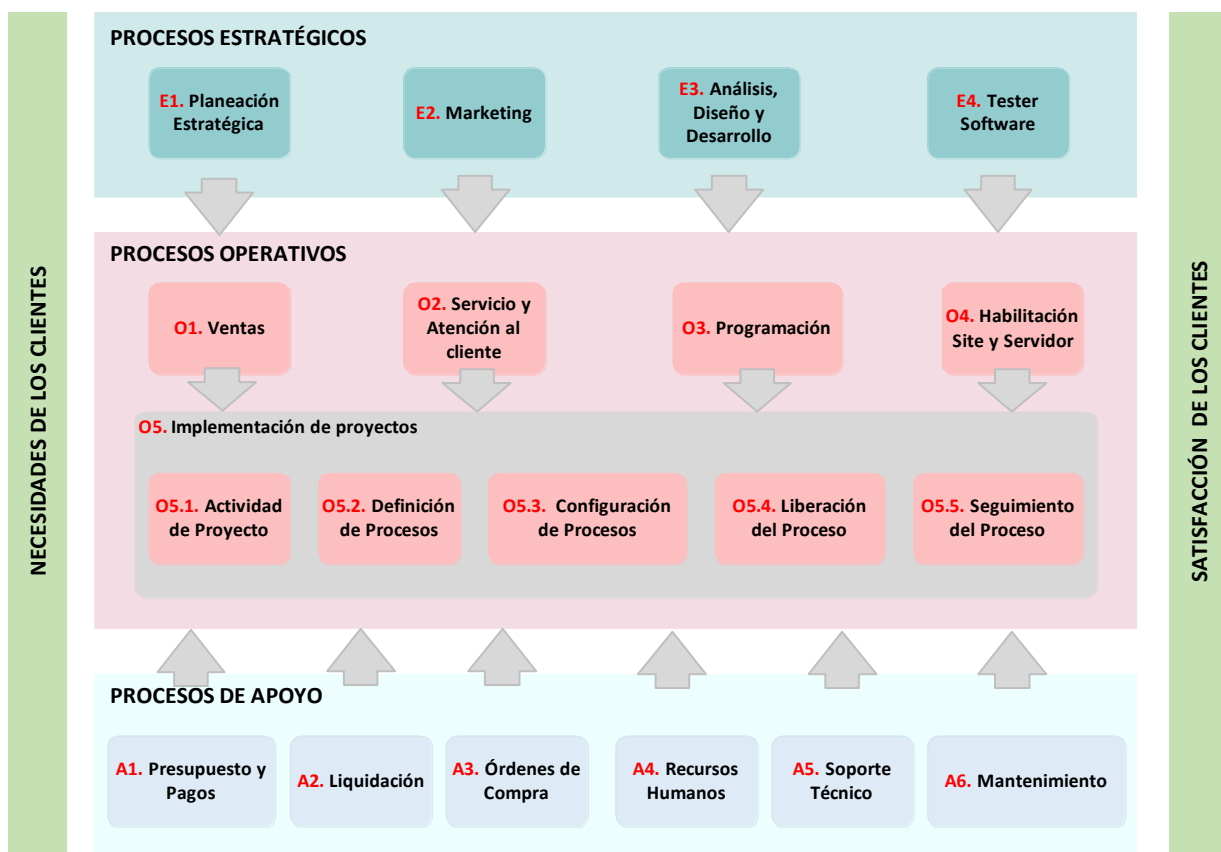 NECESIDADES DE LOS CLIENTES
PROCESOS ESTRATÉGICOS
E1. Planeación
Estratégica
E2. Marketing
E3. Análisis,
Diseño y
Desarrollo
E4. Tester
Software
PROCESOS OPERATIVOS
O1. Ventas
O2. Servicio y
Atención al
cliente
O3. Programación
O4. Habilitación
Site y Servidor
O5. Implementación de proyectos
O5.1. Actividad
de Proyecto
O5.2. Definición
de Procesos
O5.3. Configuración
de Procesos
O5.4. Liberación
del Proceso
O5.5. Seguimiento
del Proceso
PROCESOS DE APOYO
A1. Presupuesto y
Pagos
A2. Liquidación
A3. Órdenes de
Compra
A4. Recursos
Humanos
A5. Soporte
Técnico
A6. Mantenimiento
SATISFACCIÓN DE LOS CLIENTES